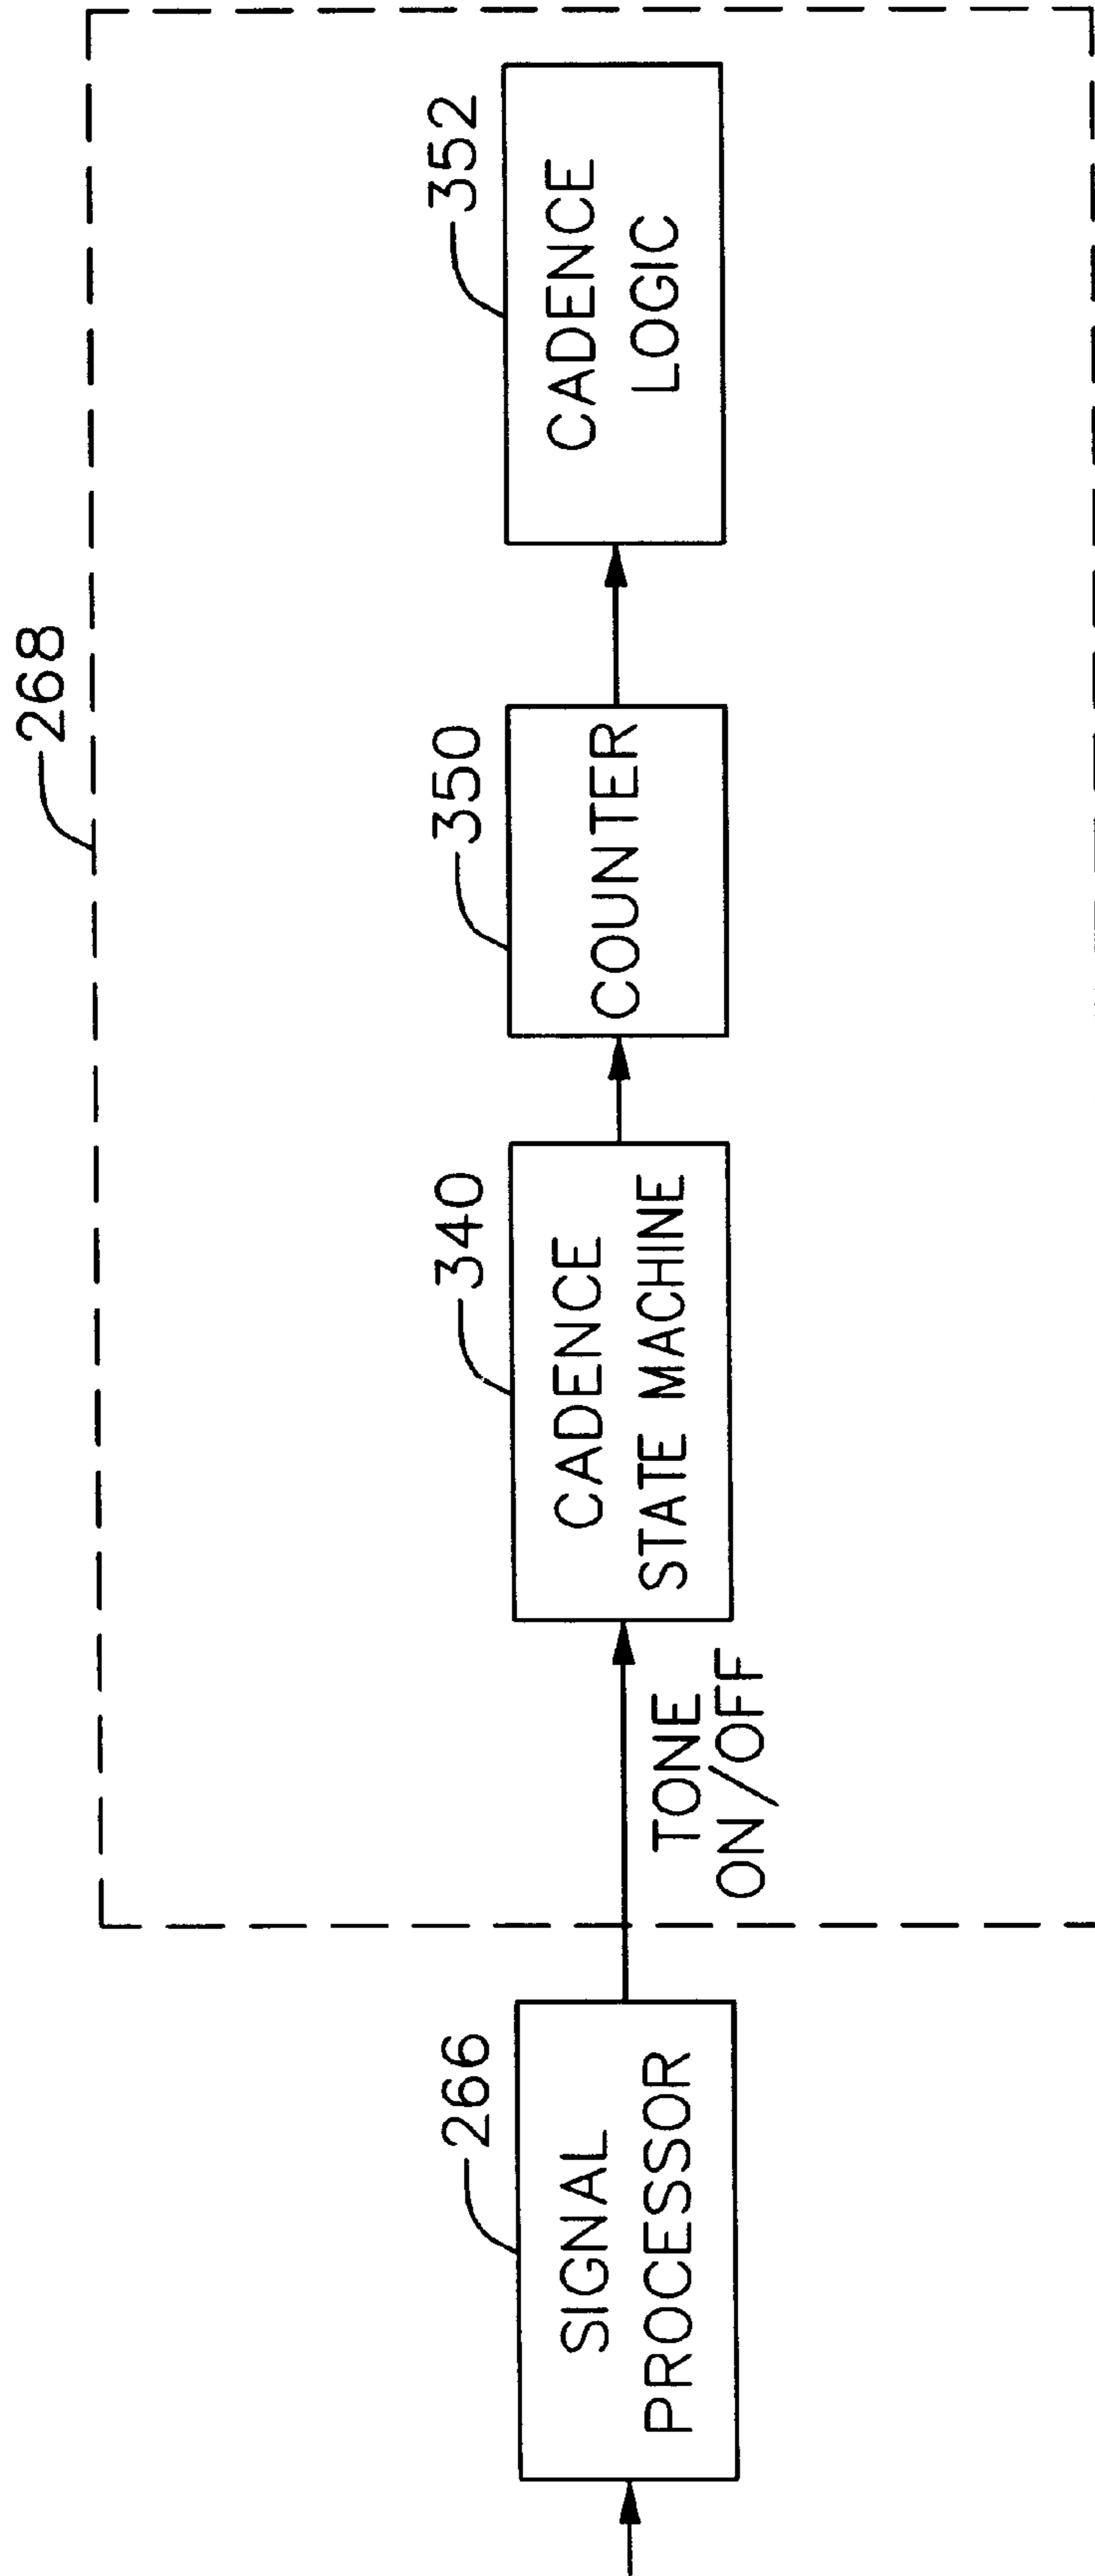 268
266
SIGNAL
PROCESSOR
TONE
ON/OFF
340
CADENCE
STATE MACHINE
350
COUNTER
352
CADENCE
LOGIC